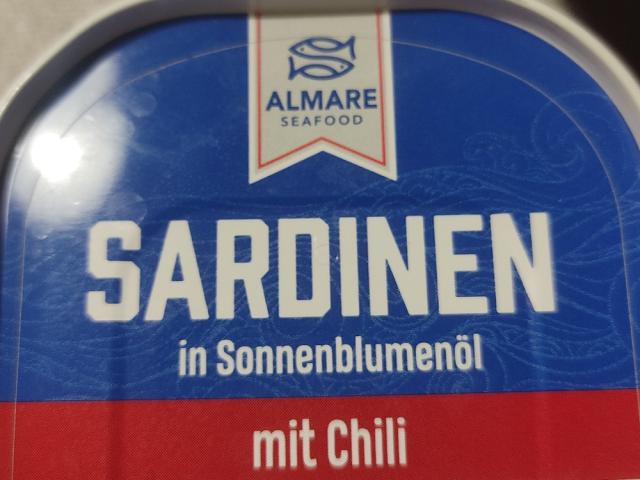 ALMARE
SEAFOOD
SARDINEN
in Sonnenblumenöl
mit Chili